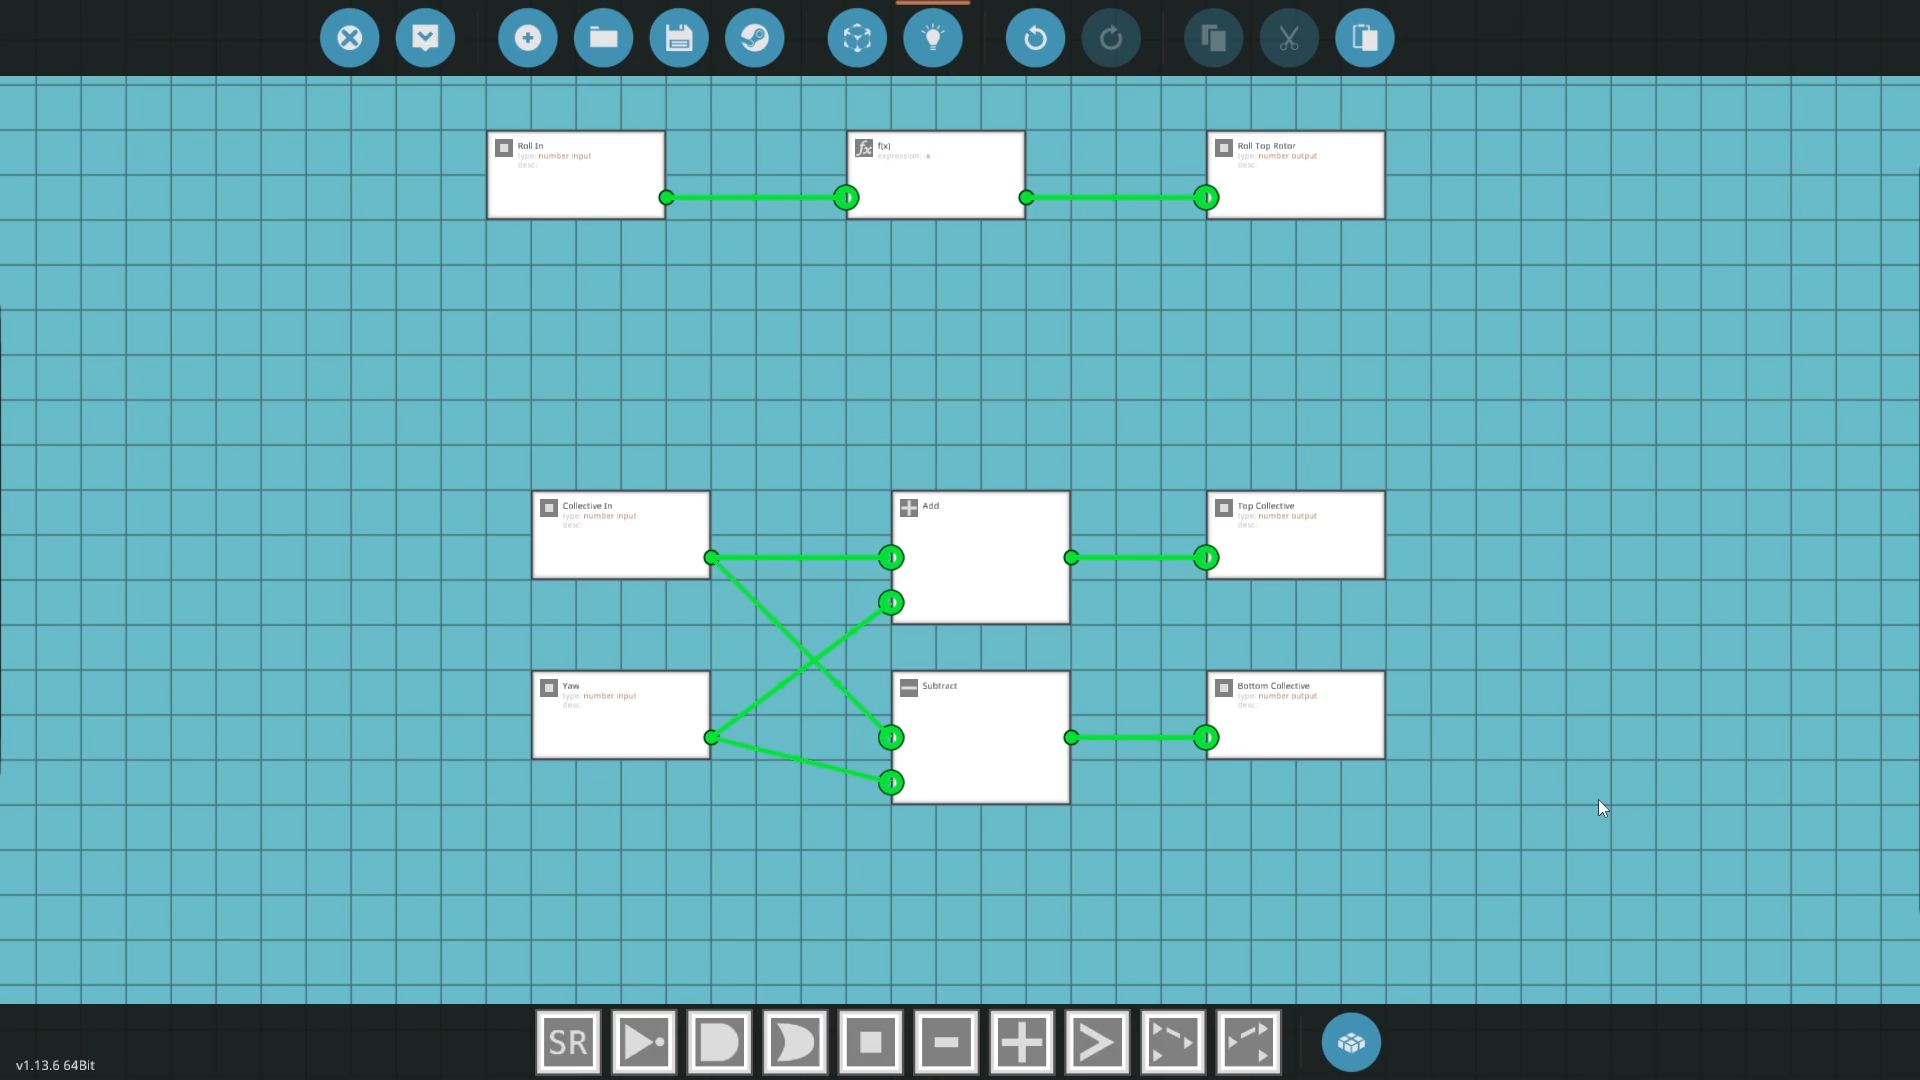 Roll In
type: number input
desc:
f(x)
expression: -x
Roll Top Rotor
type: number output
desc:
Collective In
type: number input
desc:
Add
Top Collective
type: number output
desc:
Yaw
type: number input
desc:
Subtract
Bottom Collective
type: number output
desc:
SR
v1.13.6 64Bit